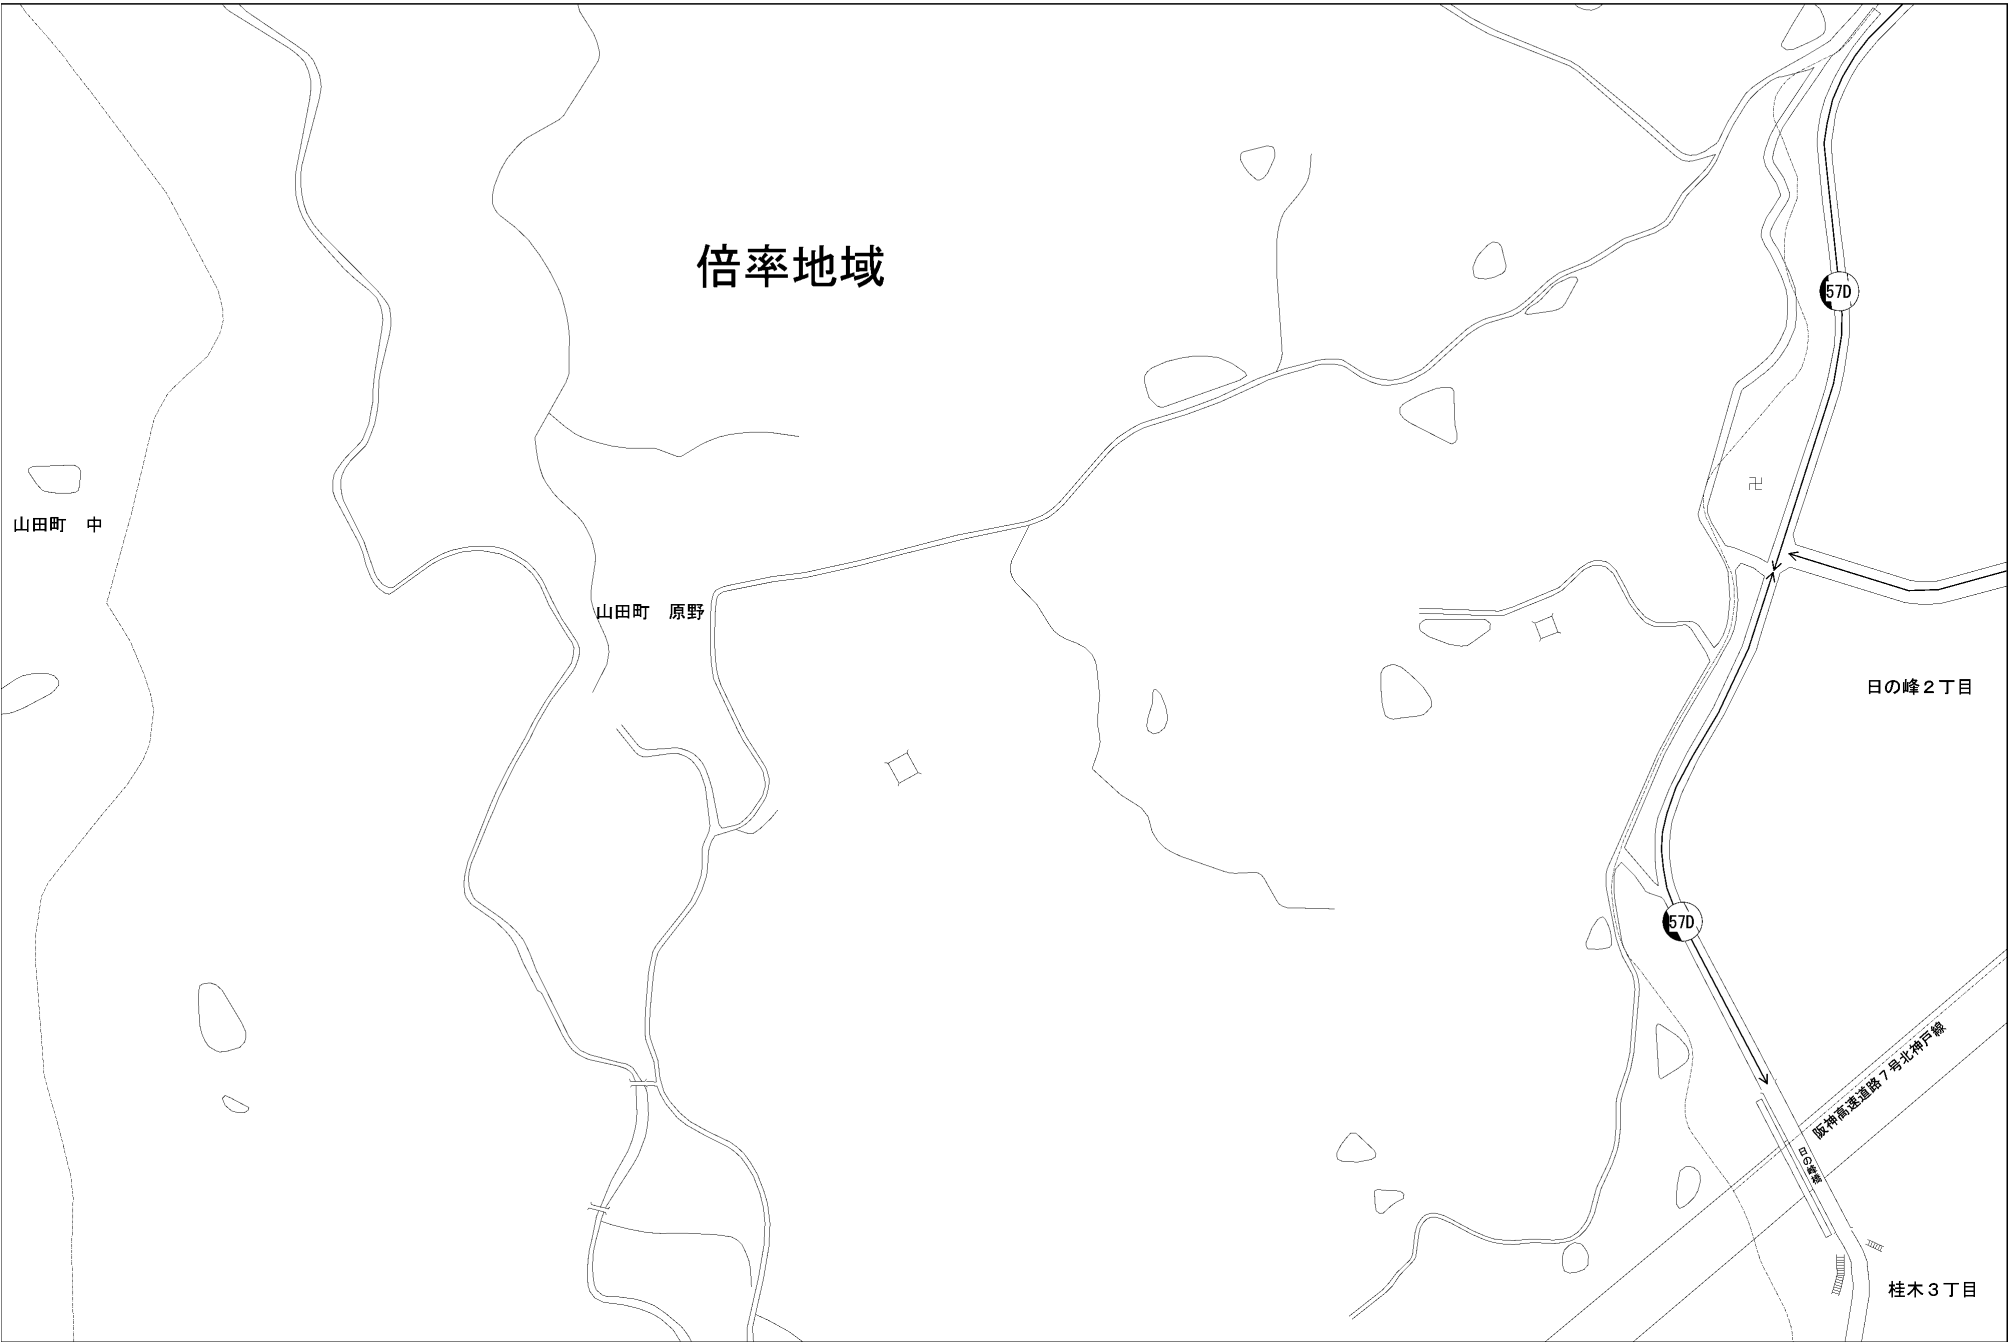 倍率地域
57D
山田町　中
山田町　原野
日の峰２丁目
57D
阪神高速道路７号北神戸線
日の峰橋
桂木３丁目